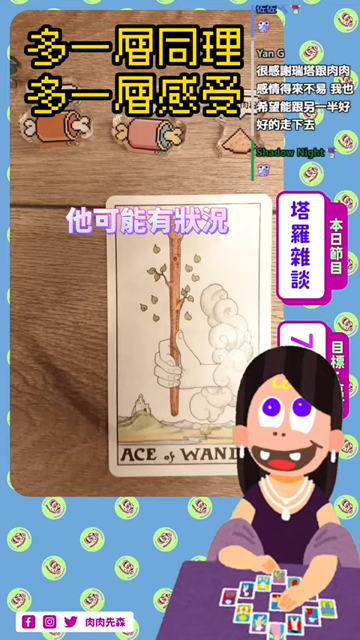 多一層同理
多一層感受
Yan G
很感謝瑞塔跟肉肉
感情得來不易 我也
希望能跟另一半好
好的走下去
Shadow Night
他可能有狀況
本日節目
塔羅雜談
目標
7
ACE of WAND
肉肉先森